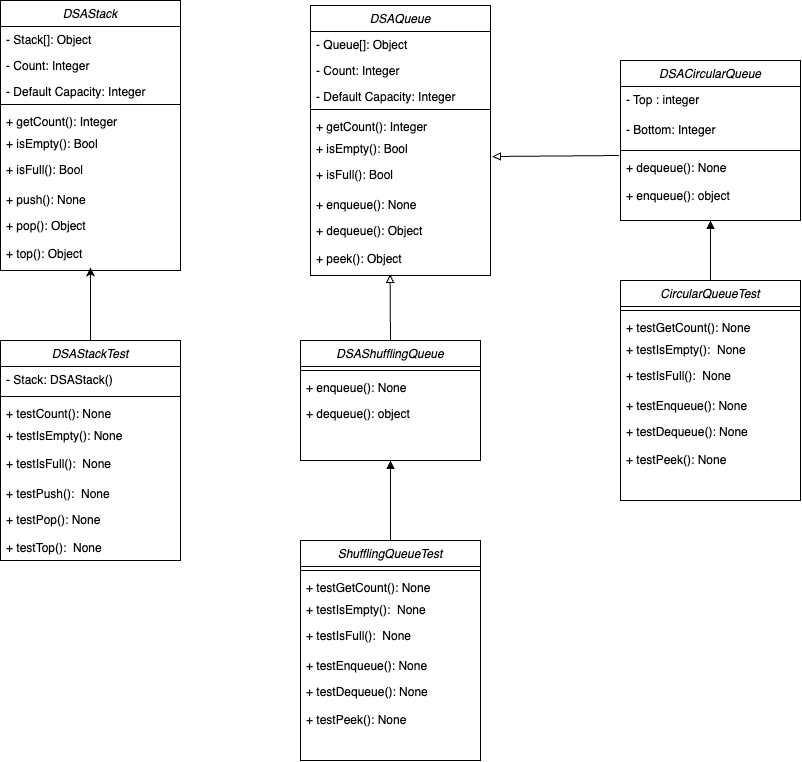 DSAStack
- Stack[]: Object
- Count: Integer
- Default Capacity: Integer
+ getCount(): Integer
+ isEmpty(): Bool
+ isFull(): Bool
+ push(): None
+ pop(): Object
+ top(): Object
DSAStackTest
- Stack: DSAStack()
+ testCount(): None
+ testIsEmpty(): None
+ testIsFull():  None
+ testPush():  None
+ testPop(): None
+ testTop():  None
DSAQueue
- Queue[]: Object
- Count: Integer
- Default Capacity: Integer
+ getCount(): Integer
+ isEmpty(): Bool
+ isFull(): Bool
+ enqueue(): None
+ dequeue(): Object
+ peek(): Object
DSAShufflingQueue
+ enqueue(): None
+ dequeue(): object
ShufflingQueueTest
+ testGetCount(): None
+ testIsEmpty():  None
+ testIsFull():  None
+ testEnqueue(): None
+ testDequeue(): None
+ testPeek(): None
DSACircularQueue
- Top : integer
- Bottom: Integer
+ dequeue(): None
+ enqueue(): object
CircularQueueTest
+ testGetCount(): None
+ testIsEmpty():  None
+ testIsFull():  None
+ testEnqueue(): None
+ testDequeue(): None
+ testPeek(): None